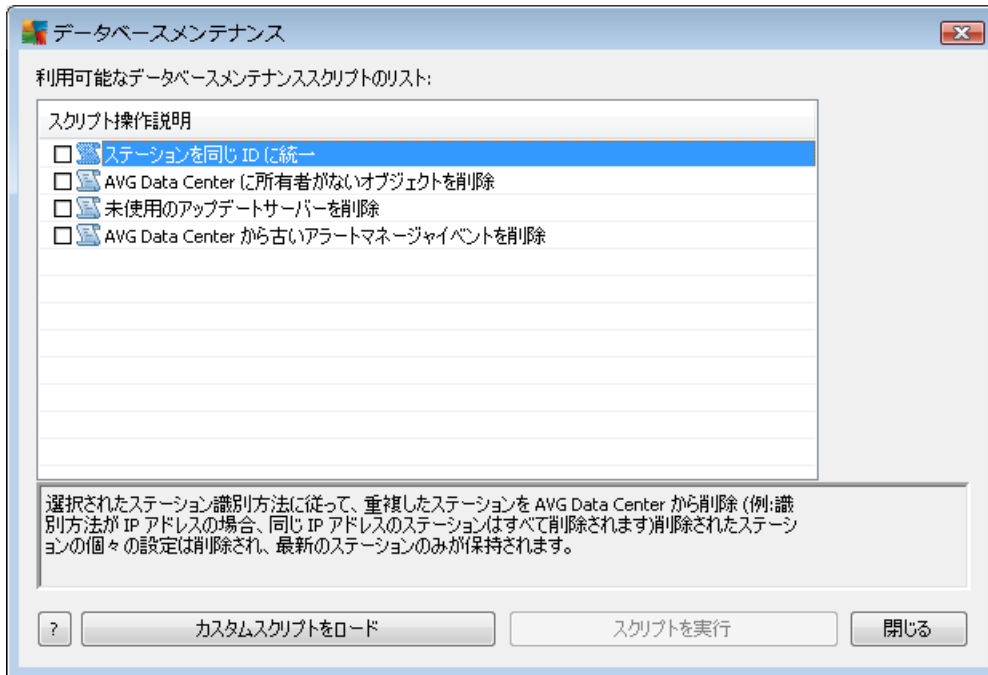 データベースメンテナンス
利用可能なデータベースメンテナンススクリプトのリスト:
スクリプト操作説明
ステーションを同じ ID に統一
AVG Data Center に所有者がないオブジェクトを削除
未使用のアップデートサーバーを削除
AVG Data Center から古いアラートマネージャイベントを削除
選択されたステーション識別方法に従って、重複したステーションを AVG Data Center から削除 (例:識
別方法が IP アドレスの場合、同じ IP アドレスのステーションはすべて削除されます)削除されたステーシ
ョンの個々の設定は削除され、最新のステーションのみが保持されます。
? カスタムスクリプトをロード スクリプトを実行 閉じる